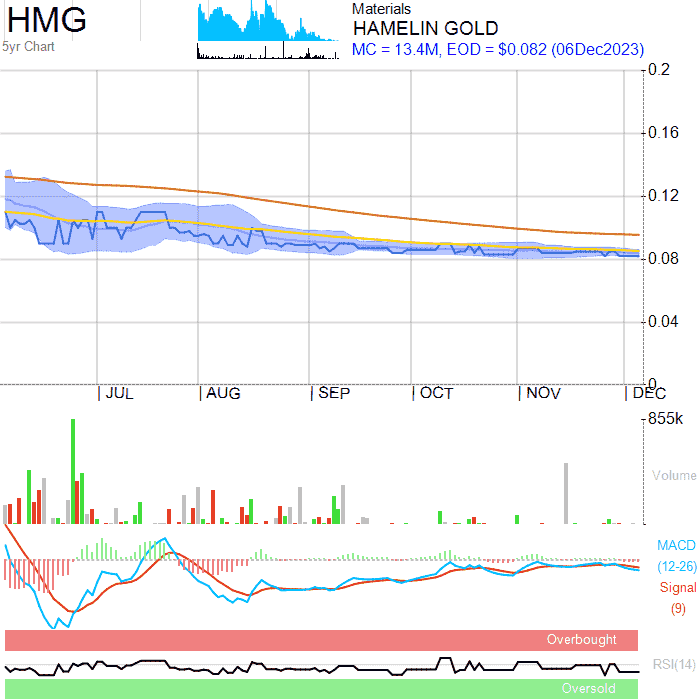 HMG
5yr Chart
Materials
HAMELIN GOLD
MC = 13.4M, EOD = $0.082 (06Dec2023)
0.2
0.16
0.12
0.08
0.04
0
JUL AUG SEP OCT NOV DEC
855k
Volume
MACD
(12-26)
Signal
(9)
Overbought
RSI(14)
Oversold